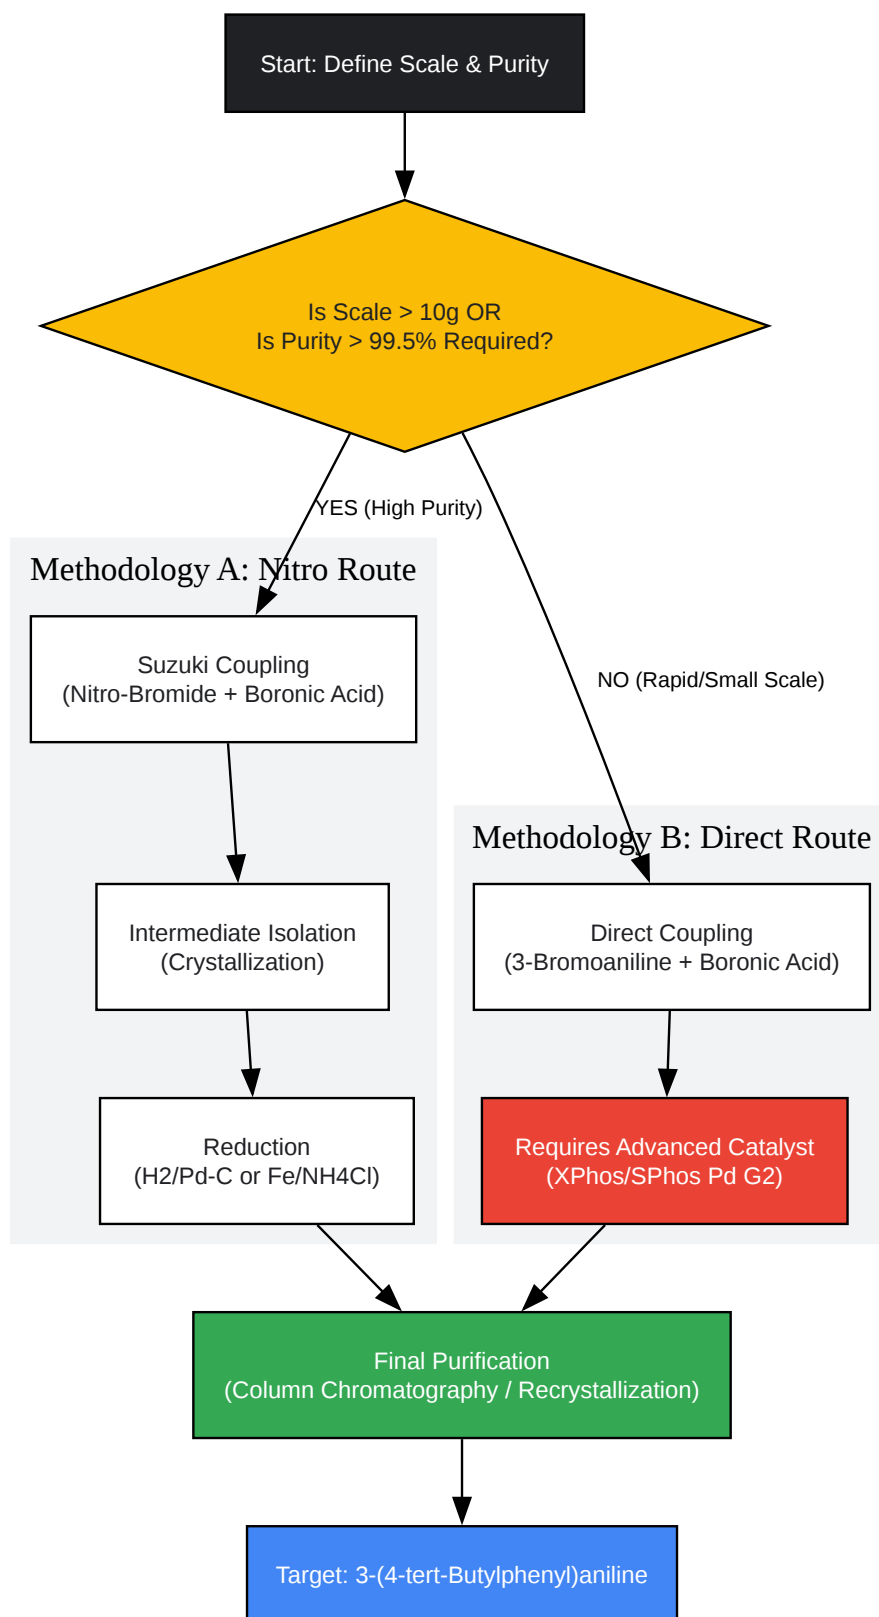 Start: Define Scale & Purity
Is Scale > 10g OR
Is Purity > 99.5% Required?
YES (High Purity)
Methodology A: Nitro Route
Suzuki Coupling
(Nitro-Bromide + Boronic Acid)
Intermediate Isolation
(Crystallization)
Reduction
(H2/Pd-C or Fe/NH4Cl)
NO (Rapid/Small Scale)
Methodology B: Direct Route
Direct Coupling
(3-Bromoaniline + Boronic Acid)
Requires Advanced Catalyst
(XPhos/SPhos Pd G2)
Final Purification
(Column Chromatography / Recrystallization)
Target: 3-(4-tert-Butylphenyl)aniline